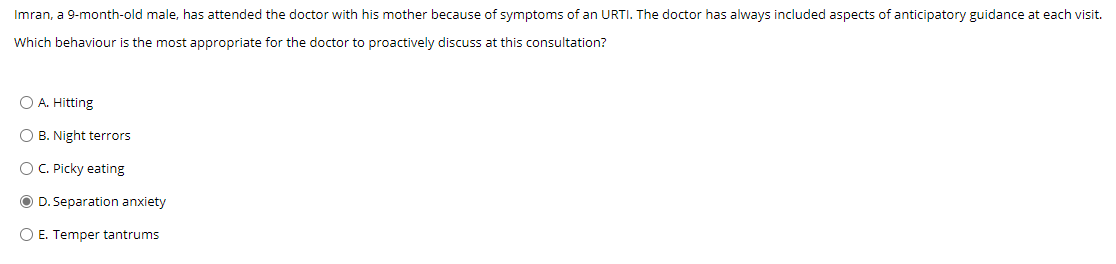 Imran, a 9-month-old male, has attended the doctor with his mother because of symptoms of an URTI. The doctor has always included aspects of anticipatory guidance at each visit.
Which behaviour is the most appropriate for the doctor to proactively discuss at this consultation?
A. Hitting
B. Night terrors
C. Picky eating
D. Separation anxiety
E. Temper tantrums